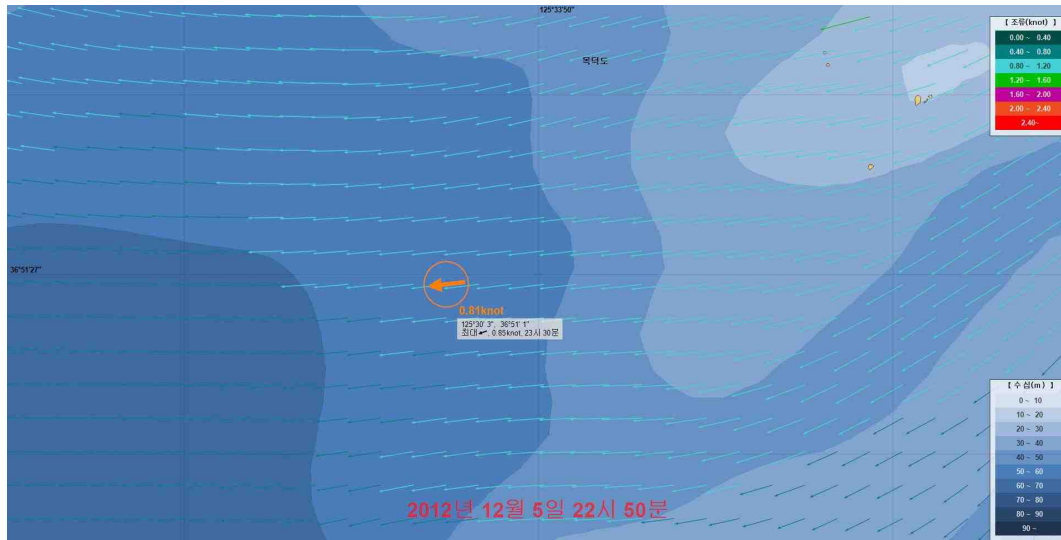 125°33'50"
목덕도
【 조류(knot) 】
0.00 ~ 0.40
0.40 ~ 0.80
0.80 ~ 1.20
1.20 ~ 1.60
1.60 ~ 2.00
2.00 ~ 2.40
2.40~
36°51'27"
0.81knot
125°30' 3", 36°51' 1"
최대 0.85knot, 23시 30분
【 수심(m) 】
0 ~ 10
10 ~ 20
20 ~ 30
30 ~ 40
40 ~ 50
50 ~ 60
60 ~ 70
70 ~ 80
80 ~ 90
90 ~
2012년 12월 5일 22시 50분